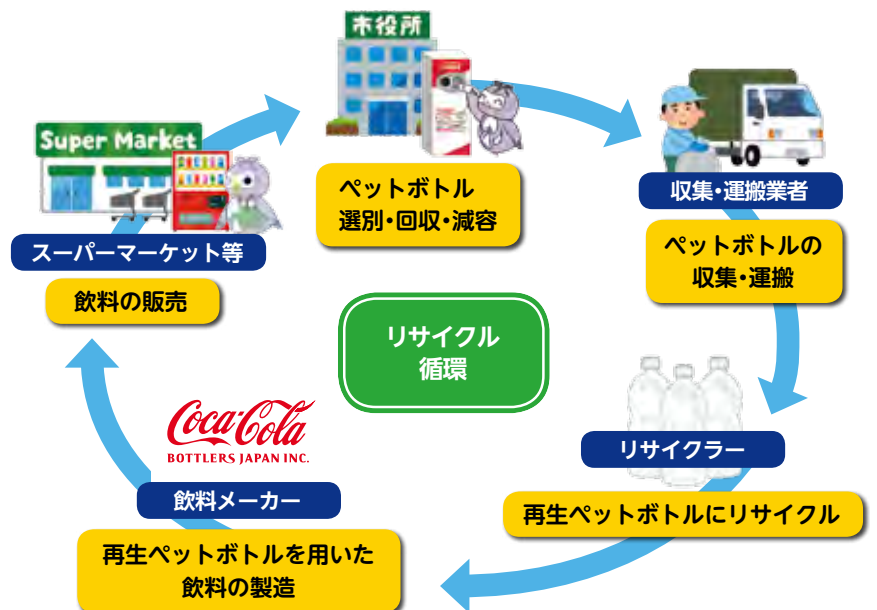 市役所
ペットボトル
選別・回収・減容
収集・運搬業者
ペットボトルの
収集・運搬
リサイクラー
再生ペットボトルにリサイクル
Coca-Cola
BOTTLERS JAPAN INC.
飲料メーカー
再生ペットボトルを用いた
飲料の製造
Super Market
スーパーマーケット等
飲料の販売
リサイクル
循環